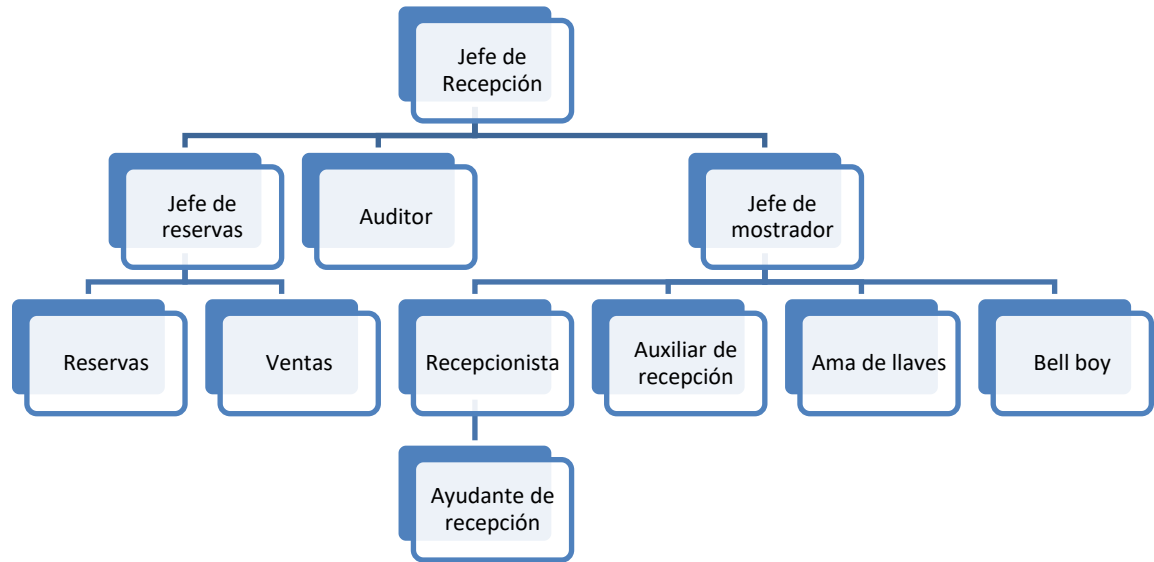 Jefe de
Recepción
Jefe de
reservas
Auditor
Jefe de
mostrador
Reservas
Ventas
Recepcionista
Auxiliar de
recepción
Ama de llaves
Bell boy
Ayudante de
recepción